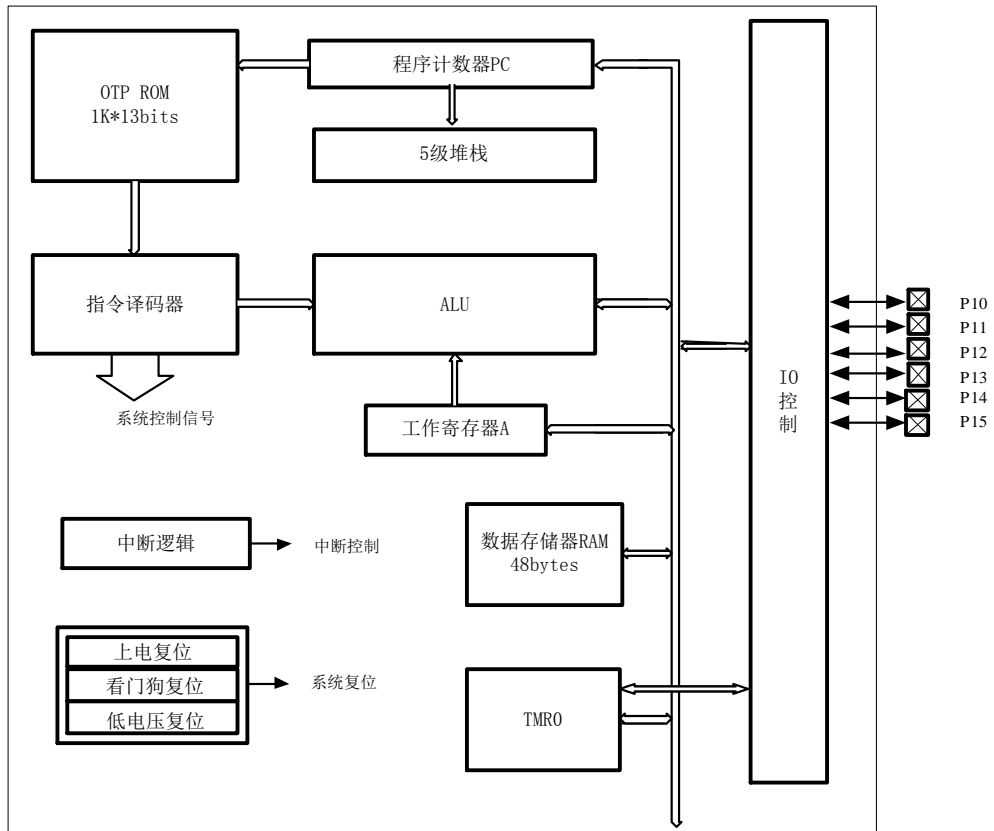 OTP ROM
1K*13bits
程序计数器PC
5级堆栈
指令译码器
ALU
系统控制信号
工作寄存器A
IO
控
制
P10
P11
P12
P13
P14
P15
中断逻辑
中断控制
数据存储器RAM
48bytes
上电复位
看门狗复位
低电压复位
系统复位
TMR0